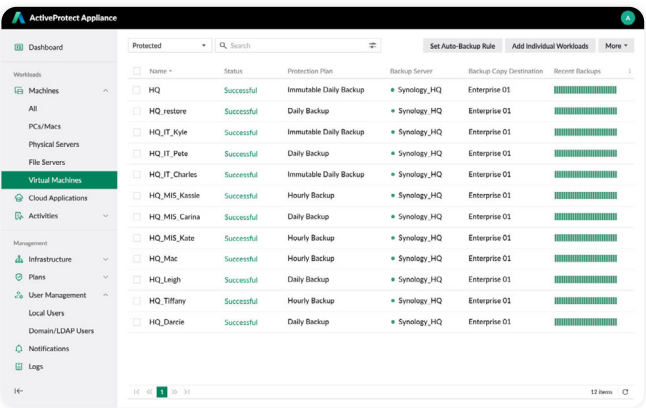 ActiveProtect Appliance
A
Dashboard
Workloads
Machines
All
PCs/Macs
Physical Servers
File Servers
Virtual Machines
Cloud Applications
Activities
Management
Infrastructure
Plans
User Management
Local Users
Domain/LDAP Users
Notifications
Logs
Protected
Search
Set Auto-Backup Rule
Add Individual Workloads
More
Name Status Protection Plan Backup Server Backup Copy Destination Recent Backups
HQ Successful Immutable Daily Backup Synology_HQ Enterprise 01
HQ_restore Successful Daily Backup Synology_HQ Enterprise 01
HQ_IT_Kyle Successful Immutable Daily Backup Synology_HQ Enterprise 01
HQ_IT_Pete Successful Daily Backup Synology_HQ Enterprise 01
HQ_IT_Charles Successful Immutable Daily Backup Synology_HQ Enterprise 01
HQ_MIS_Kassie Successful Hourly Backup Synology_HQ Enterprise 01
HQ_MIS_Carina Successful Daily Backup Synology_HQ Enterprise 01
HQ_MIS_Kate Successful Hourly Backup Synology_HQ Enterprise 01
HQ_Mac Successful Hourly Backup Synology_HQ Enterprise 01
HQ_Leigh Successful Daily Backup Synology_HQ Enterprise 01
HQ_Tiffany Successful Hourly Backup Synology_HQ Enterprise 01
HQ_Darcie Successful Daily Backup Synology_HQ Enterprise 01
1
12 items